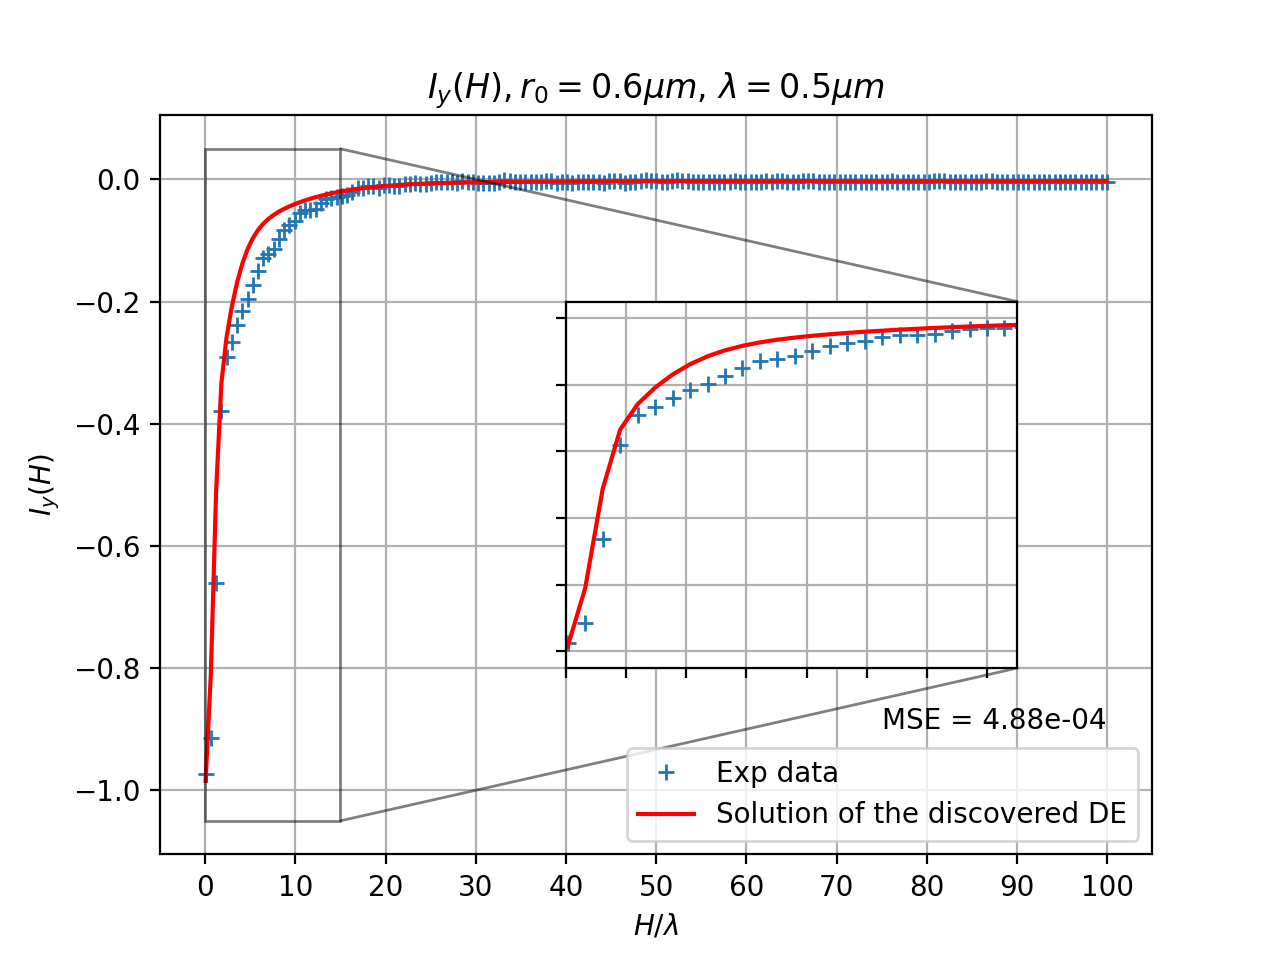 I_y(H), r_0 = 0.6μm, λ = 0.5μm
0.0
−0.2
−0.4
−0.6
−0.8
−1.0
I_y(H)
MSE = 4.88e-04
Exp data
Solution of the discovered DE
0 10 20 30 40 50 60 70 80 90 100
H/λ